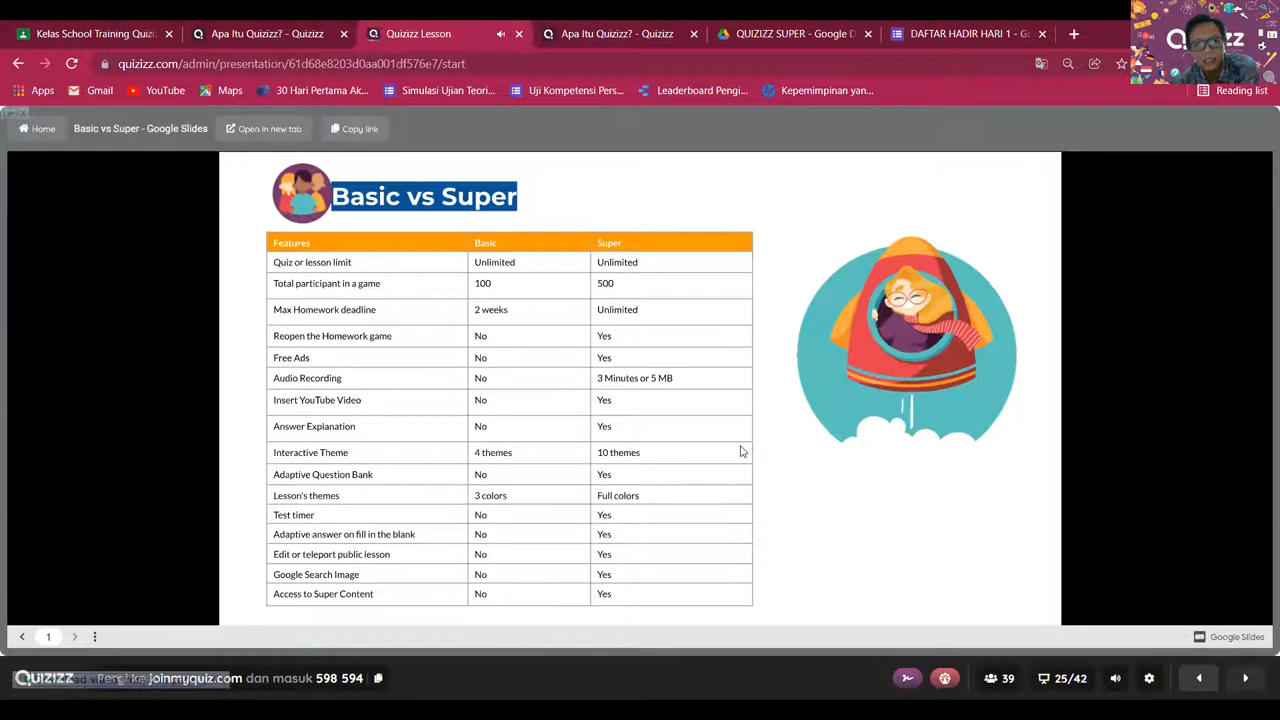 Kelas School Training Quiz
Apa Itu Quizizz? - Quizizz
Quizizz Lesson
Apa Itu Quizizz? - Quizizz
QUIZIZZ SUPER - Google D
DAFTAR HADIR HARI 1 - Go
quizizz.com/admin/presentation/61d68e8203d0aa001df576e7/start
Gmail
YouTube
Maps
30 Hari Pertama Ak...
Simulasi Ujian Teori...
Uji Kompetensi Pers...
Leaderboard Pengi...
Kepemimpinan yan...
Reading list
Home
Basic vs Super - Google Slides
Open in new tab
Copy link
Basic vs Super
Features Basic Super
Quiz or lesson limit Unlimited Unlimited
Total participant in a game 100 500
Max Homework deadline 2 weeks Unlimited
Reopen the Homework game No Yes
Free Ads No Yes
Audio Recording No 3 Minutes or 5 MB
Insert YouTube Video No Yes
Answer Explanation No Yes
Interactive Theme 4 themes 10 themes
Adaptive Question Bank No Yes
Lesson's themes 3 colors Full colors
Test timer No Yes
Adaptive answer on fill in the blank No Yes
Edit or teleport public lesson No Yes
Google Search Image No Yes
Access to Super Content No Yes
1
Google Slides
QUIZIZZ
joinmyquiz.com dan masuk 598 594
39
25/42